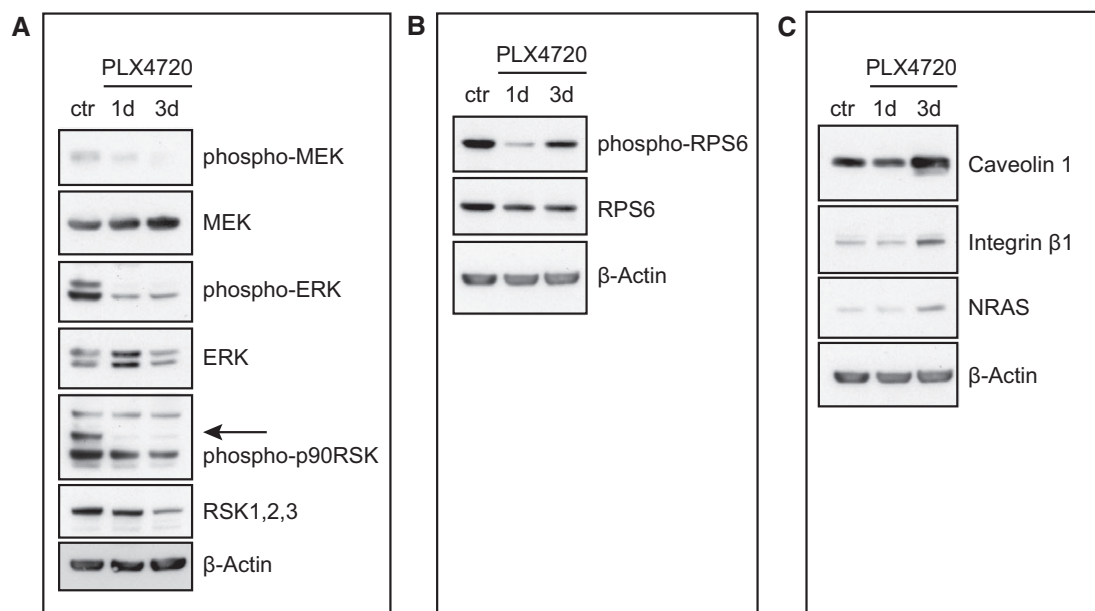 A
PLX4720
ctr 1d 3d
phospho-MEK
MEK
phospho-ERK
ERK
phospho-p90RSK
RSK1,2,3
β-Actin
B
PLX4720
ctr 1d 3d
phospho-RPS6
RPS6
β-Actin
C
PLX4720
ctr 1d 3d
Caveolin 1
Integrin β1
NRAS
β-Actin